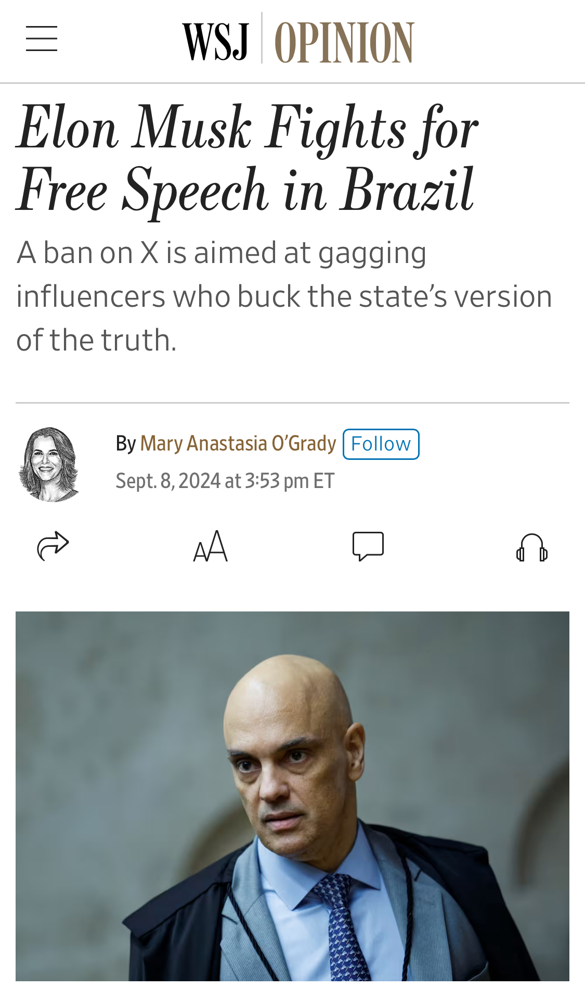 WSJ OPINION
Elon Musk Fights for
Free Speech in Brazil
A ban on X is aimed at gagging
influencers who buck the state’s version
of the truth.
By Mary Anastasia O’Grady Follow
Sept. 8, 2024 at 3:53 pm ET
AA